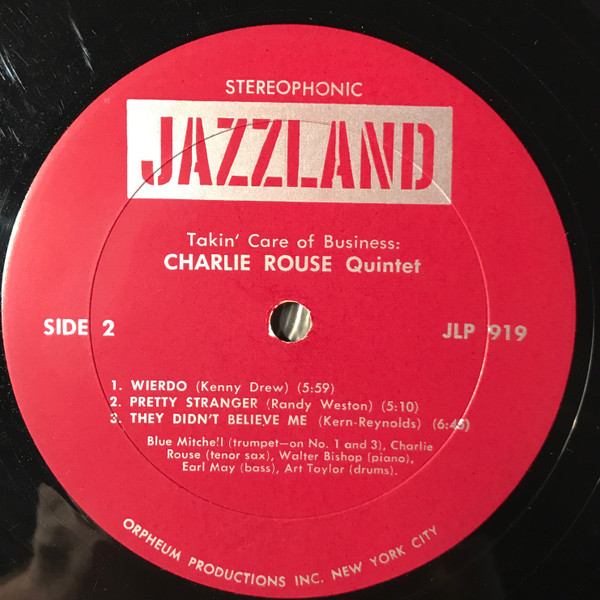 STEREOPHONIC
JAZZLAND
Takin' Care of Business:
CHARLIE ROUSE Quintet
SIDE 2
JLP 919
1. WIERDO (Kenny Drew) (5:59)
2. PRETTY STRANGER (Randy Weston) (5:10)
3. THEY DIDN'T BELIEVE ME (Kern-Reynolds) (6:45)
Blue Mitchell (trumpet—on No. 1 and 3), Charlie
Rouse (tenor sax), Walter Bishop (piano),
Earl May (bass), Art Taylor (drums).
ORPHEUM PRODUCTIONS INC. NEW YORK CITY